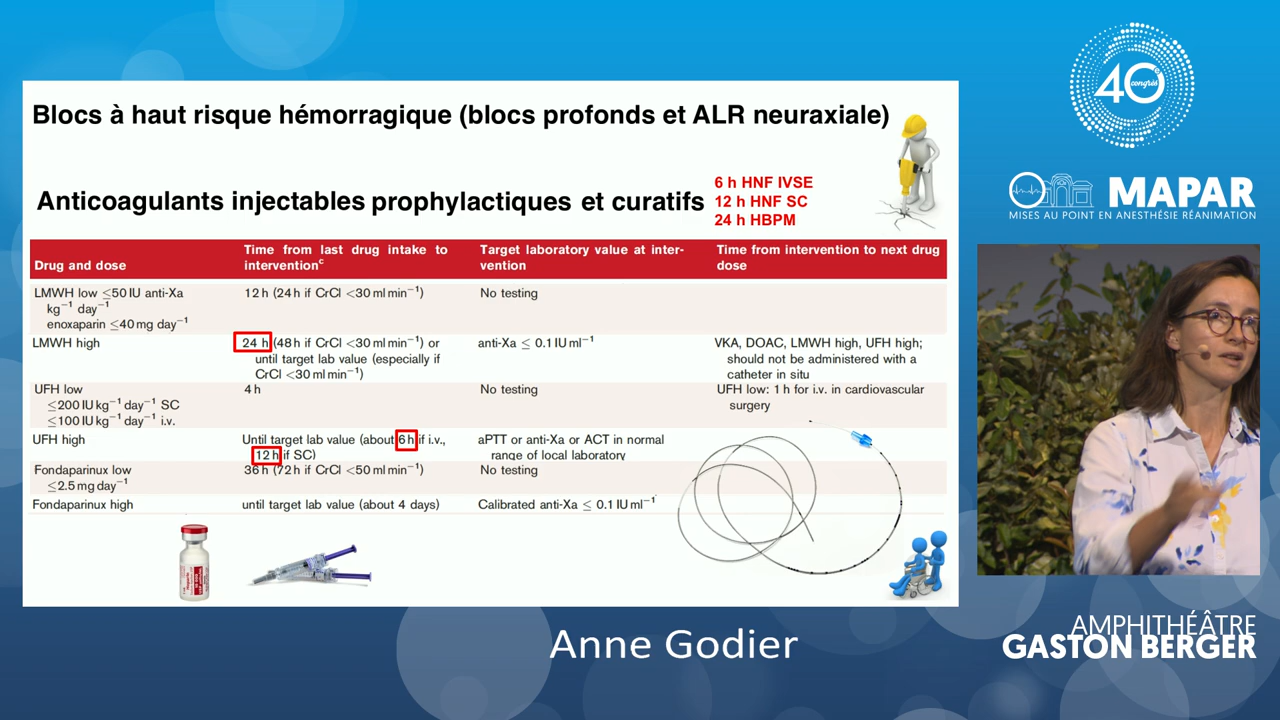 Blocs à haut risque hémorragique (blocs profonds et ALR neuraxiale)
Anticoagulants injectables prophylactiques et curatifs
6 h HNF IVSE
12 h HNF SC
24 h HBPM
Drug and dose
Time from last drug intake to
interventionᶜ
Target laboratory value at inter-
vention
Time from intervention to next drug
dose
LMWH low ≤50 IU anti-Xa
kg⁻¹ day⁻¹
enoxaparin ≤40 mg day⁻¹
12 h (24 h if CrCl <30 ml min⁻¹)
No testing
LMWH high
24 h (48 h if CrCl <30 ml min⁻¹) or
until target lab value (especially if
CrCl <30 ml min⁻¹)
anti-Xa ≤ 0.1 IU ml⁻¹
VKA, DOAC, LMWH high, UFH high;
should not be administered with a
catheter in situ
UFH low
≤200 IU kg⁻¹ day⁻¹ SC
≤100 IU kg⁻¹ day⁻¹ i.v.
4 h
No testing
UFH low: 1 h for i.v. in cardiovascular
surgery
UFH high
Until target lab value (about 6 h if i.v.,
12 h if SC)
aPTT or anti-Xa or ACT in normal
range of local laboratory
Fondaparinux low
≤2.5 mg day⁻¹
36 h (72 h if CrCl <50 ml min⁻¹)
No testing
Fondaparinux high
until target lab value (about 4 days)
Calibrated anti-Xa ≤ 0.1 IU ml⁻¹
40e
congrès
MAPAR
MISES AU POINT EN ANESTHÉSIE RÉANIMATION
Anne Godier
AMPHITHÉÂTRE
GASTON BERGER